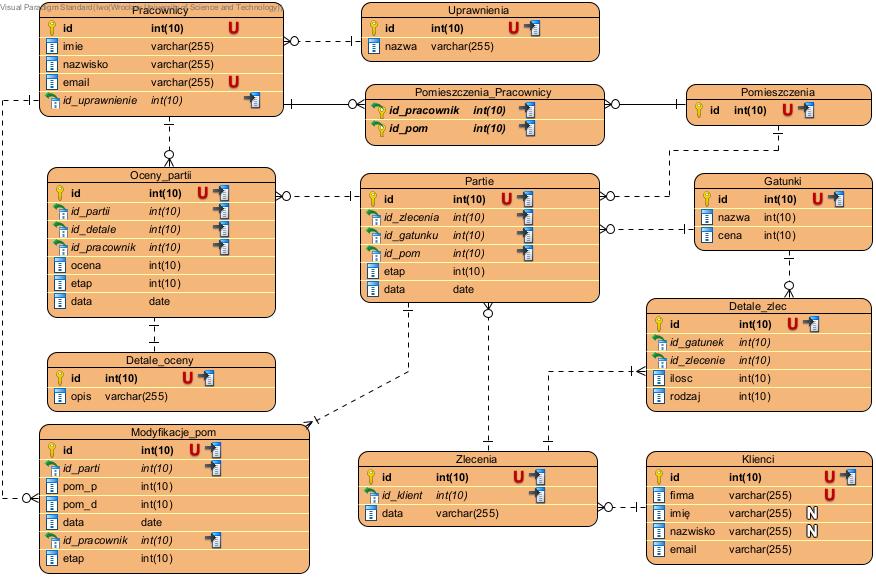 Visual Paradigm Standard(Iwo(Wroclaw University of Science and Technology)
Pracownicy
id int(10) U
imie varchar(255)
nazwisko varchar(255)
email varchar(255) U
id_uprawnienie int(10)
Uprawnienia
id int(10) U
nazwa varchar(255)
Pomieszczenia_Pracownicy
id_pracownik int(10)
id_pom int(10)
Pomieszczenia
id int(10) U
Oceny_partii
id int(10) U
id_partii int(10)
id_detale int(10)
id_pracownik int(10)
ocena int(10)
etap int(10)
data date
Partie
id int(10) U
id_zlecenia int(10)
id_gatunku int(10)
id_pom int(10)
etap int(10)
data date
Gatunki
id int(10) U
nazwa int(10)
cena int(10)
Detale_zlec
id int(10) U
id_gatunek int(10)
id_zlecenie int(10)
ilosc int(10)
rodzaj int(10)
Detale_oceny
id int(10) U
opis varchar(255)
Modyfikacje_pom
id int(10) U
id_parti int(10)
pom_p int(10)
pom_d int(10)
data date
id_pracownik int(10)
etap int(10)
Zlecenia
id int(10) U
id_klient int(10)
data varchar(255)
Klienci
id int(10) U
firma varchar(255) U
imię varchar(255) N
nazwisko varchar(255) N
email varchar(255)